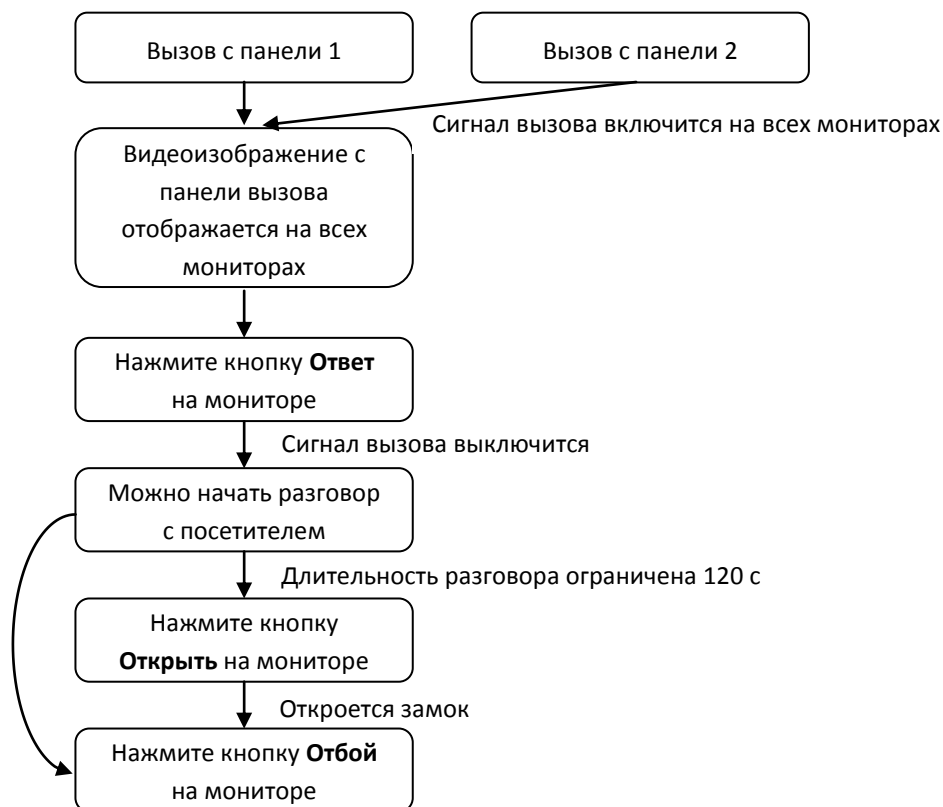 Вызов с панели 1
Вызов с панели 2
Сигнал вызова включится на всех мониторах
Видеоизображение с
панели вызова
отображается на всех
мониторах
Нажмите кнопку Ответ
на мониторе
Сигнал вызова выключится
Можно начать разговор
с посетителем
Длительность разговора ограничена 120 с
Нажмите кнопку
Открыть на мониторе
Откроется замок
Нажмите кнопку Отбой
на мониторе